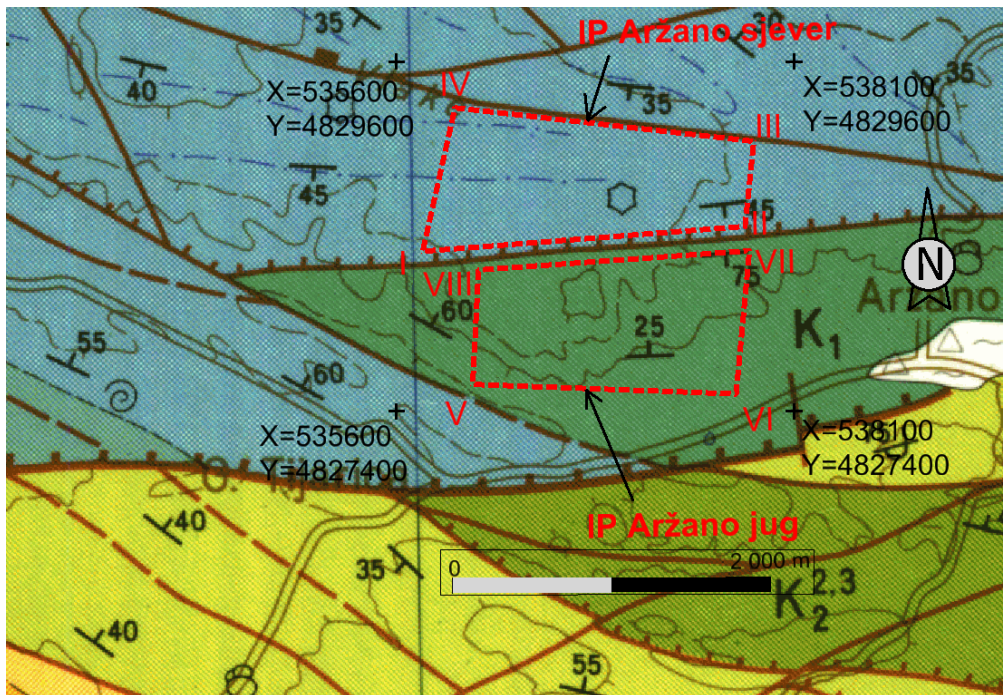 35
30
IP Aržano sjever
35
40
X=535600
Y=4829600
IV
35
X=538100
Y=4829600
III
45
45
II
I
VIII
VII
75
N
60
25
Aržano
K1
55
60
V
VI
X=535600
Y=4827400
X=538100
Y=4827400
40
IP Aržano jug
35
0
2 000 m
K2 2.3
40
55